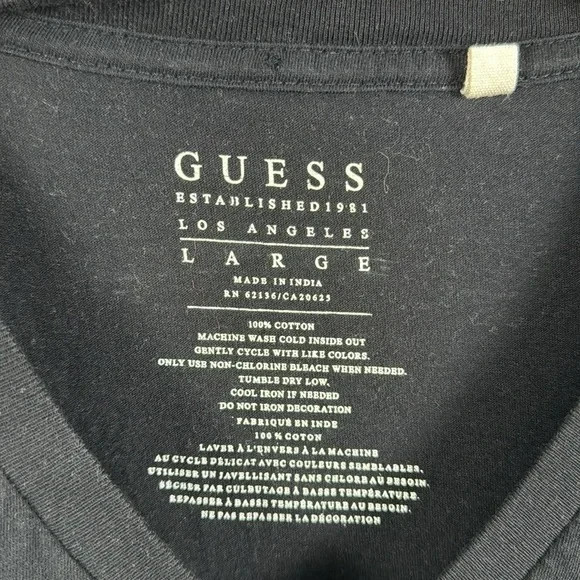 GUESS
ESTABLISHED 1981
LOS ANGELES
LARGE
MADE IN INDIA
RN 62136/CA20625
100% COTTON
MACHINE WASH COLD INSIDE OUT
GENTLY CYCLE WITH LIKE COLORS.
ONLY USE NON-CHLORINE BLEACH WHEN NEEDED.
TUMBLE DRY LOW.
COOL IRON IF NEEDED
DO NOT IRON DECORATION
FABRIQUÉ EN INDE
100% COTON
LAVER À L'ENVERS À LA MACHINE
AU CYCLE DÉLICAT AVEC COULEURS SEMBLABLES.
UTILISER UN JAVELLISANT SANS CHLORE AU BESOIN.
SÉCHER PAR CULBUTAGE À BASSE TEMPÉRATURE.
REPASSER À BASSE TEMPÉRATURE AU BESOIN.
NE PAS REPASSER LA DÉCORATION